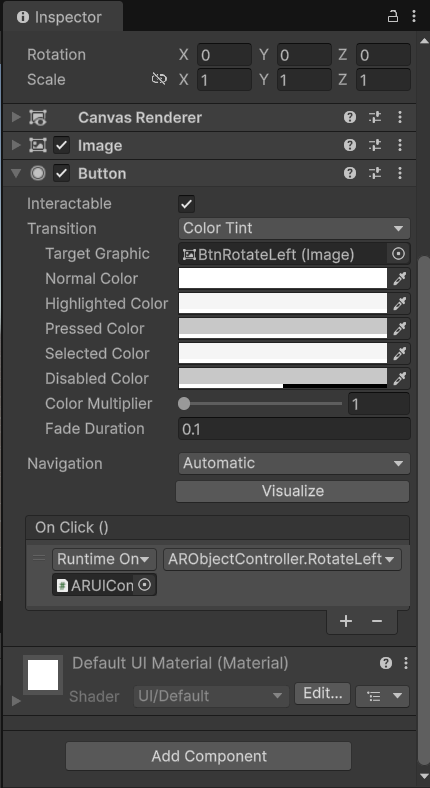 Inspector
Rotation X 0 Y 0 Z 0
Scale X 1 Y 1 Z 1
Canvas Renderer
Image
Button
Interactable
Transition Color Tint
Target Graphic BtnRotateLeft (Image)
Normal Color
Highlighted Color
Pressed Color
Selected Color
Disabled Color
Color Multiplier 1
Fade Duration 0.1
Navigation Automatic
Visualize
On Click ()
Runtime On ARObjectController.RotateLeft
ARUICon
Default UI Material (Material)
Shader UI/Default Edit...
Add Component